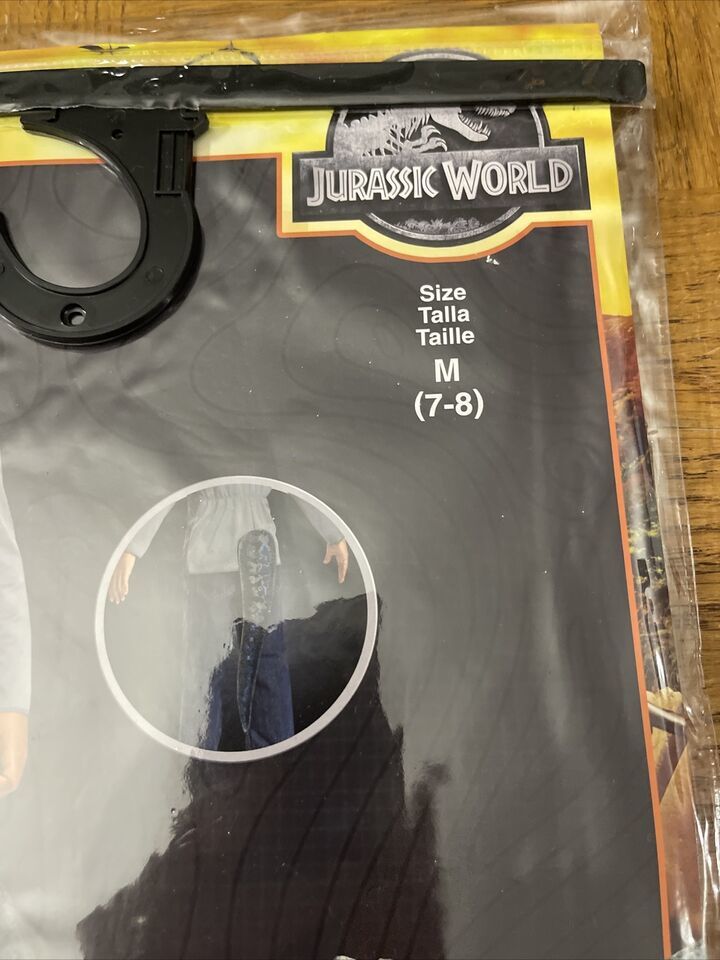 JURASSIC WORLD
Size
Talla
Taille
M
(7-8)